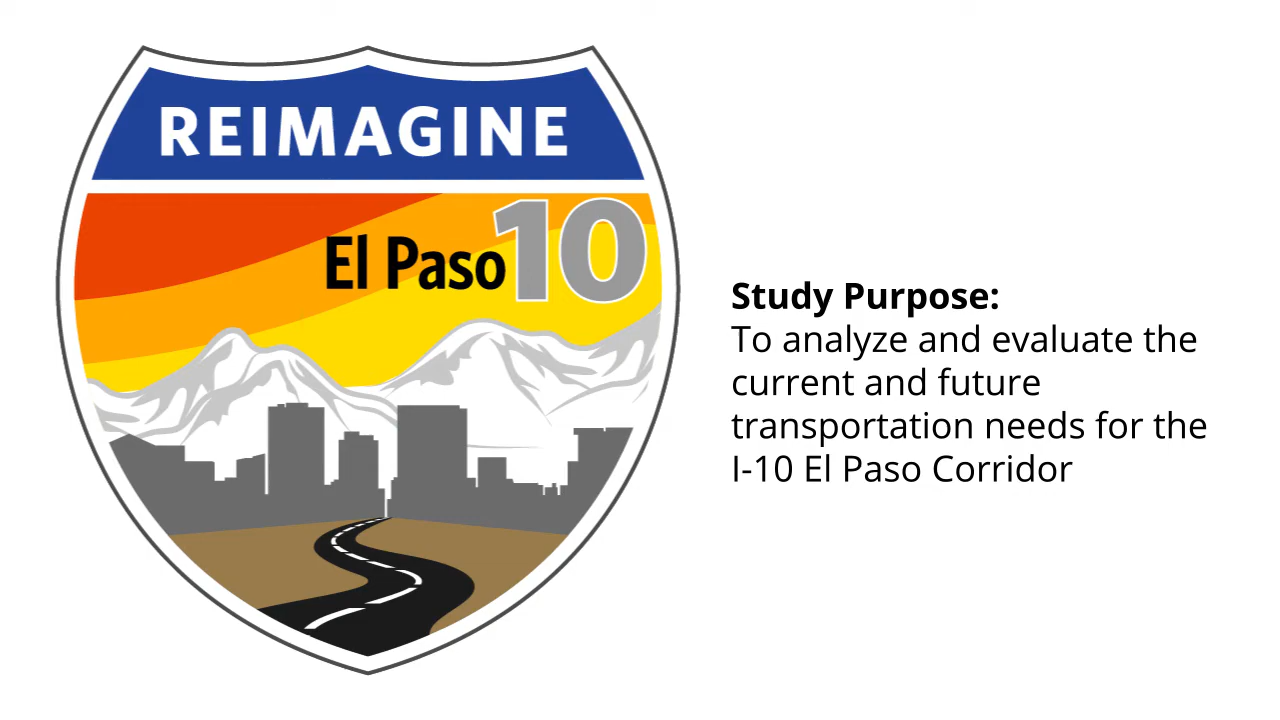 REIMAGINE
El Paso 10
Study Purpose:
To analyze and evaluate the
current and future
transportation needs for the
I-10 El Paso Corridor